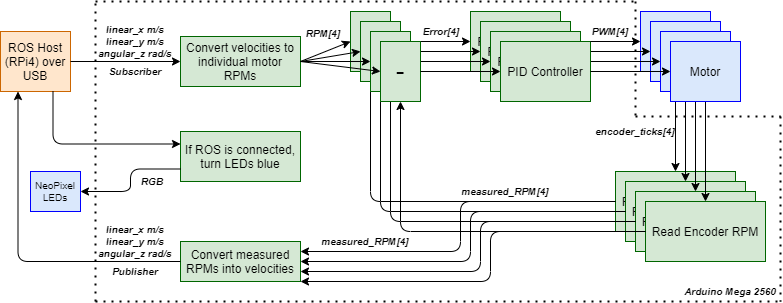 linear_x m/s
linear_y m/s
angular_z rad/s
Subscriber
ROS Host
(RPi4) over
USB
Convert velocities to
individual motor
RPMs
RPM[4]
-
Error[4]
PID Controller
PWM[4]
Motor
encoder_ticks[4]
If ROS is connected,
turn LEDs blue
RGB
NeoPixel
LEDs
measured_RPM[4]
Read Encoder RPM
linear_x m/s
linear_y m/s
angular_z rad/s
Publisher
Convert measured
RPMs into velocities
measured_RPM[4]
Arduino Mega 2560